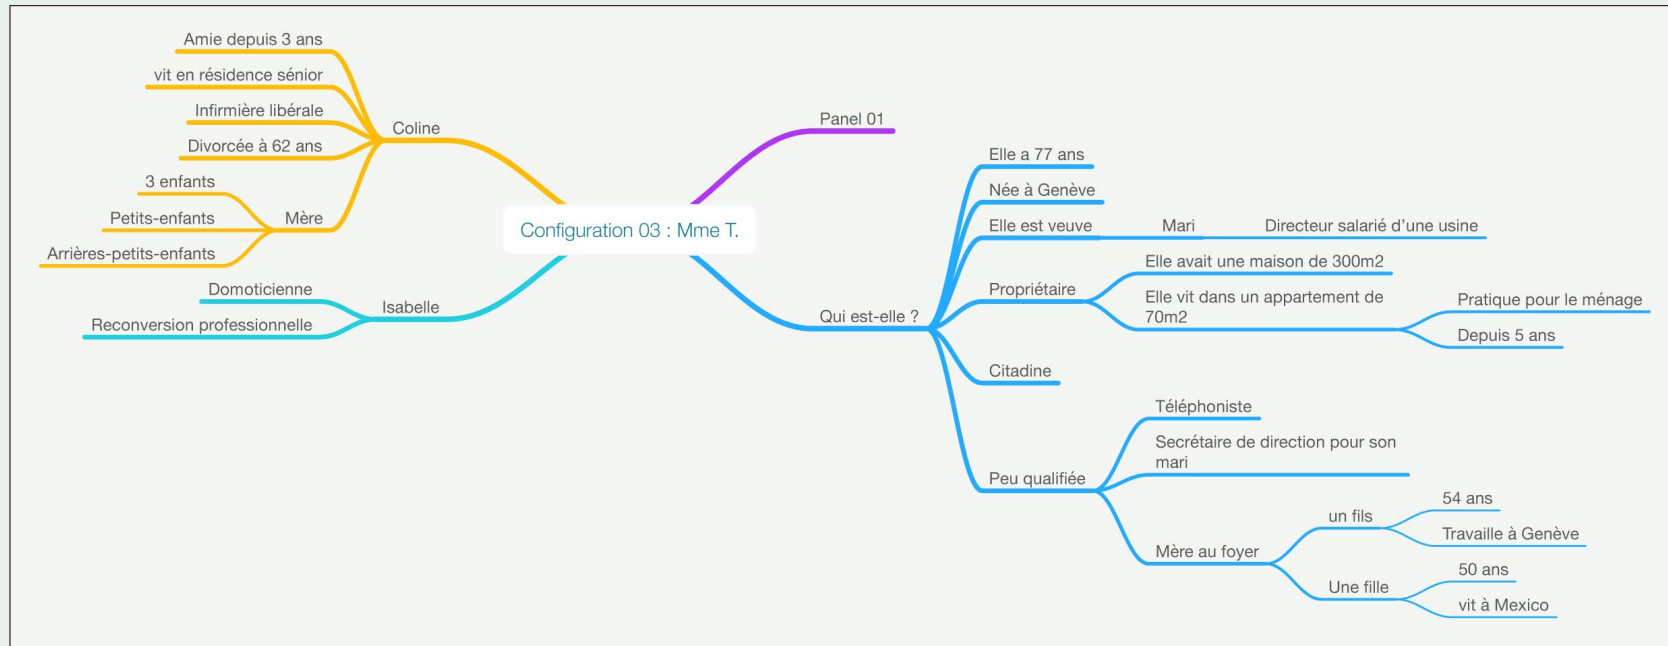 Configuration 03 : Mme T.
Amie depuis 3 ans
vit en résidence sénior
Infirmière libérale
Divorcée à 62 ans
Coline
3 enfants
Petits-enfants
Arrières-petits-enfants
Mère
Domoticienne
Reconversion professionnelle
Isabelle
Panel 01
Qui est-elle ?
Elle a 77 ans
Née à Genève
Elle est veuve
Mari
Directeur salarié d'une usine
Propriétaire
Elle avait une maison de 300m2
Elle vit dans un appartement de
70m2
Pratique pour le ménage
Depuis 5 ans
Citadine
Peu qualifiée
Téléphoniste
Secrétaire de direction pour son
mari
Mère au foyer
un fils
54 ans
Travaille à Genève
Une fille
50 ans
vit à Mexico